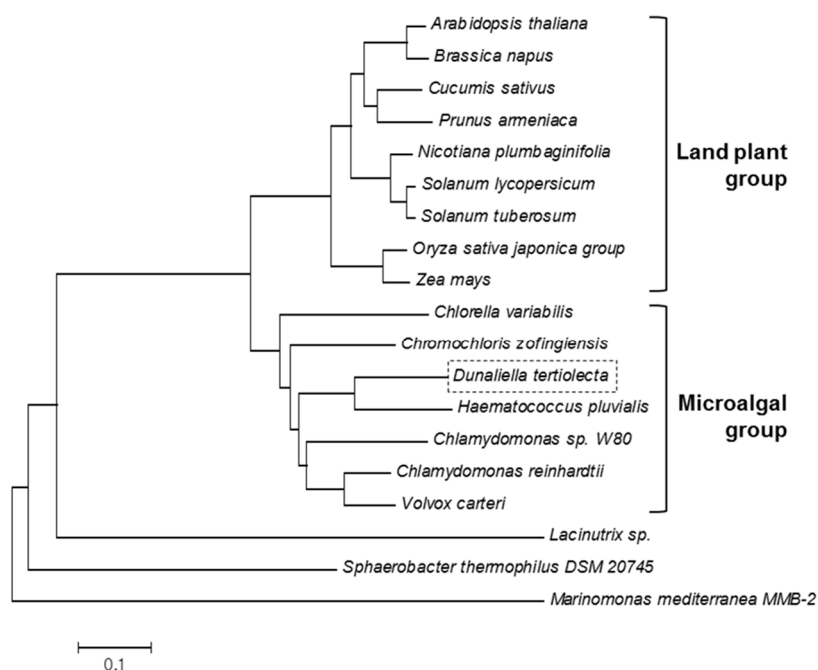 Arabidopsis thaliana
Brassica napus
Cucumis sativus
Prunus armeniaca
Nicotiana plumbaginifolia
Solanum lycopersicum
Solanum tuberosum
Oryza sativa japonica group
Zea mays
Land plant
group
Chlorella variabilis
Chromochloris zofingiensis
Dunaliella tertiolecta
Haematococcus pluvialis
Chlamydomonas sp. W80
Chlamydomonas reinhardtii
Volvox carteri
Microalgal
group
Lacinutrix sp.
Sphaerobacter thermophilus DSM 20745
Marinomonas mediterranea MMB-2
0.1